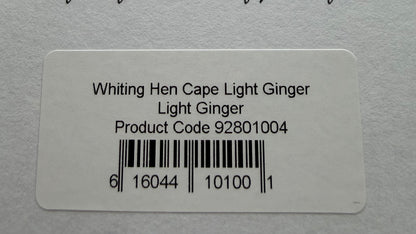 Whiting Hen Cape Light Ginger
Light Ginger
Product Code 92801004
6 16044 10100 1